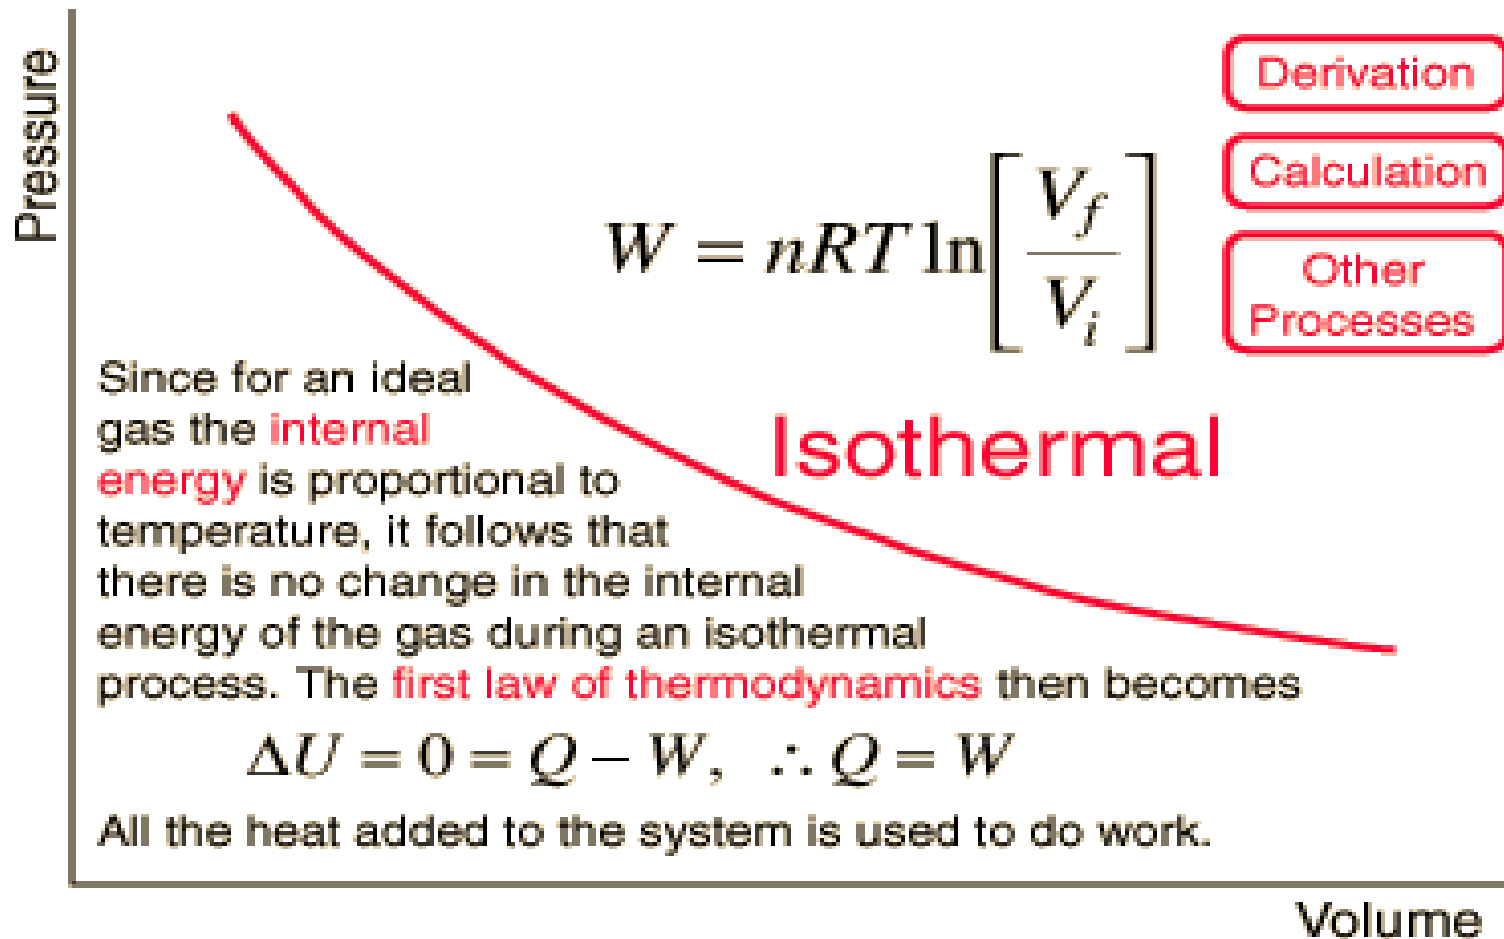 Pressure
Derivation
Calculation
Other
Processes
W = nRT ln[V_f / V_i]
Isothermal
Since for an ideal
gas the internal
energy is proportional to
temperature, it follows that
there is no change in the internal
energy of the gas during an isothermal
process. The first law of thermodynamics then becomes
ΔU = 0 = Q − W, ∴ Q = W
All the heat added to the system is used to do work.
Volume